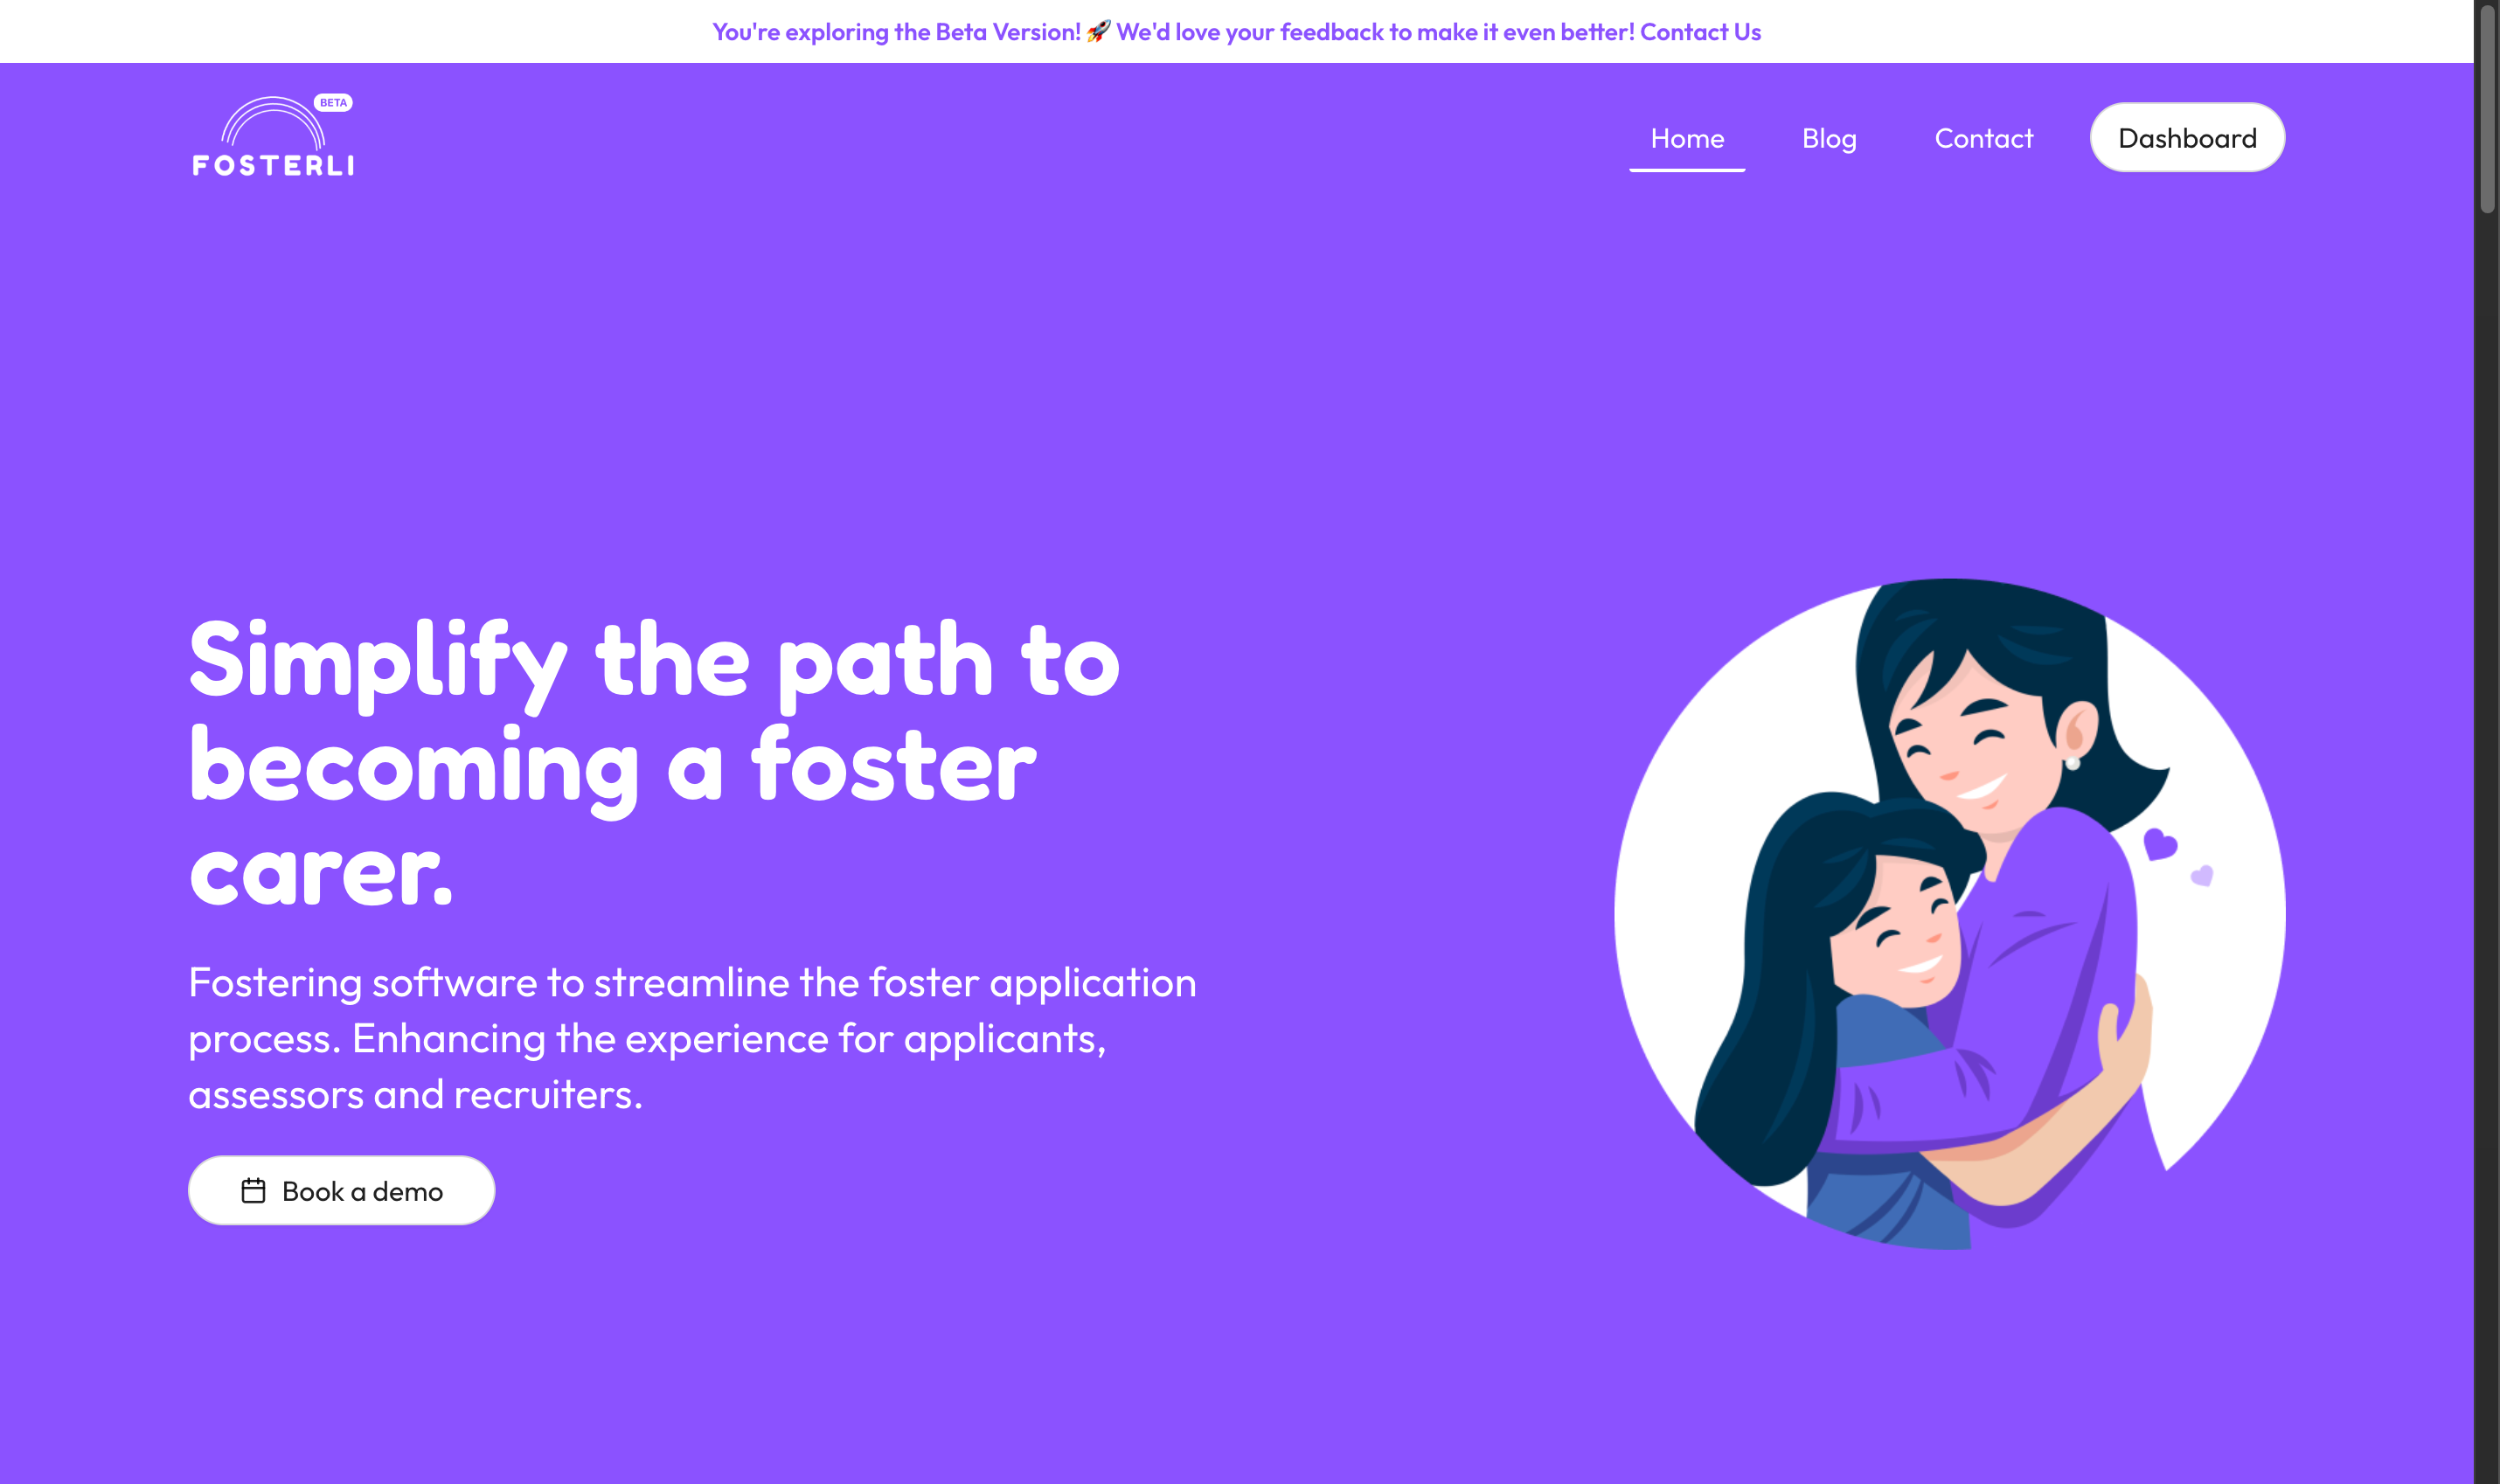 You're exploring the Beta Version! 🚀 We'd love your feedback to make it even better! Contact Us
BETA
FOSTERLI
Home
Blog
Contact
Dashboard
Simplify the path to
becoming a foster
carer.
Fostering software to streamline the foster application
process. Enhancing the experience for applicants,
assessors and recruiters.
Book a demo